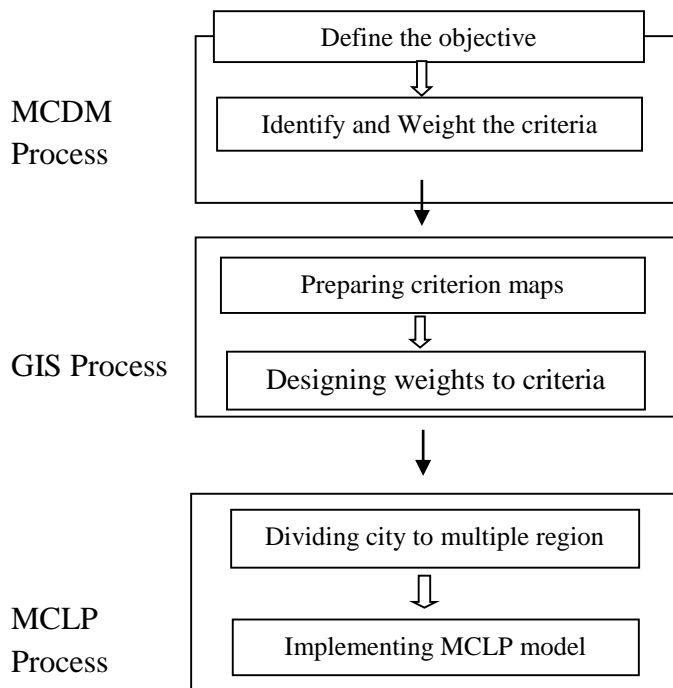 Define the objective
MCDM
Process
Identify and Weight the criteria
Preparing criterion maps
GIS Process
Designing weights to criteria
Dividing city to multiple region
MCLP
Process
Implementing MCLP model